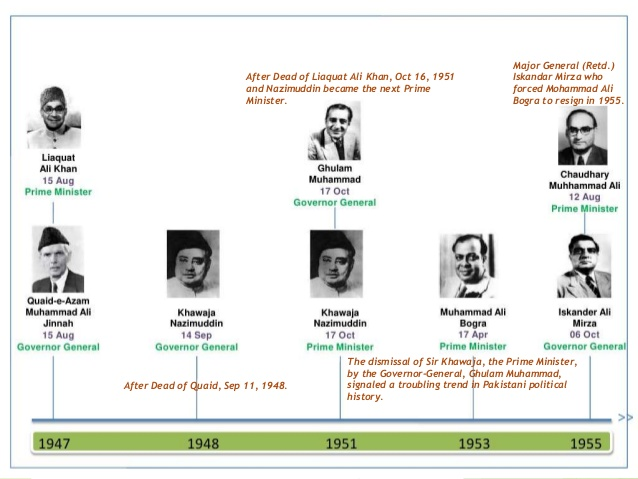 After Dead of Liaquat Ali Khan, Oct 16, 1951
and Nazimuddin became the next Prime
Minister.
Major General (Retd.)
Iskandar Mirza who
forced Mohammad Ali
Bogra to resign in 1955.
Liaquat
Ali Khan
15 Aug
Prime Minister
Ghulam
Muhammad
17 Oct
Governor General
Chaudhary
Muhhammad Ali
12 Aug
Prime Minister
Quaid-e-Azam
Muhammad Ali
Jinnah
15 Aug
Governor General
Khawaja
Nazimuddin
14 Sep
Governor General
Khawaja
Nazimuddin
17 Oct
Prime Minister
Muhammad Ali
Bogra
17 Apr
Prime Minister
Iskander Ali
Mirza
06 Oct
Governor General
After Dead of Quaid, Sep 11, 1948.
The dismissal of Sir Khawaja, the Prime Minister,
by the Governor-General, Ghulam Muhammad,
signaled a troubling trend in Pakistani political
history.
>>
1947
1948
1951
1953
1955